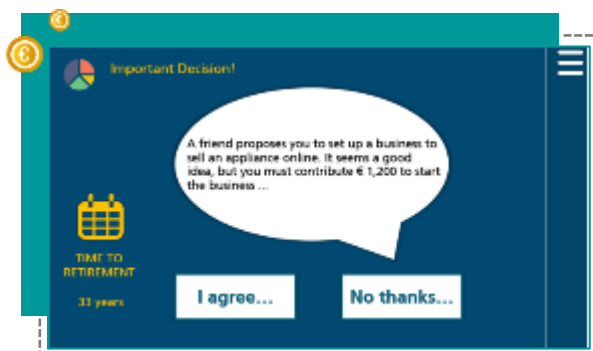 Important Decision!
A friend proposes you to set up a business to
sell an appliance online. It seems a good
idea, but you must contribute € 1,200 to start
the business ...
TIME TO
RETIREMENT
33 years
I agree...
No thanks...